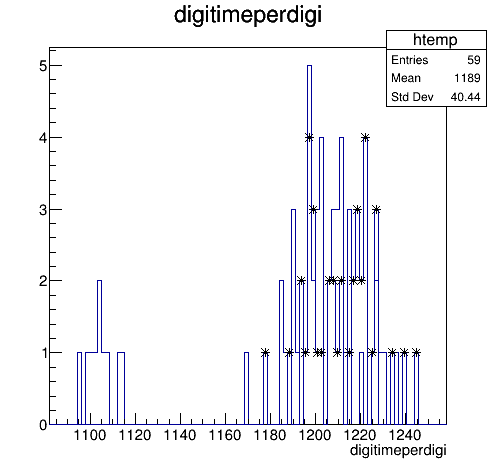 digitimeperdigi
htemp
Entries 59
Mean 1189
Std Dev 40.44
5
4
3
2
1
0
1100 1120 1140 1160 1180 1200 1220 1240
digitimeperdigi